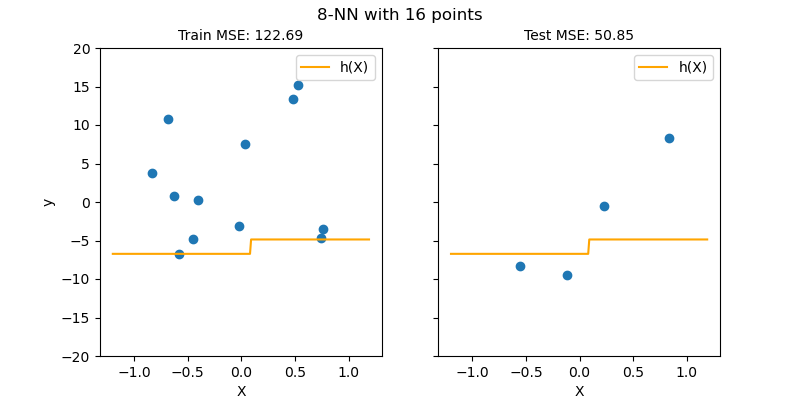 8-NN with 16 points
Train MSE: 122.69
Test MSE: 50.85
h(X)
h(X)
20
15
10
5
0
−5
−10
−15
−20
y
−1.0 −0.5 0.0 0.5 1.0
−1.0 −0.5 0.0 0.5 1.0
X
X